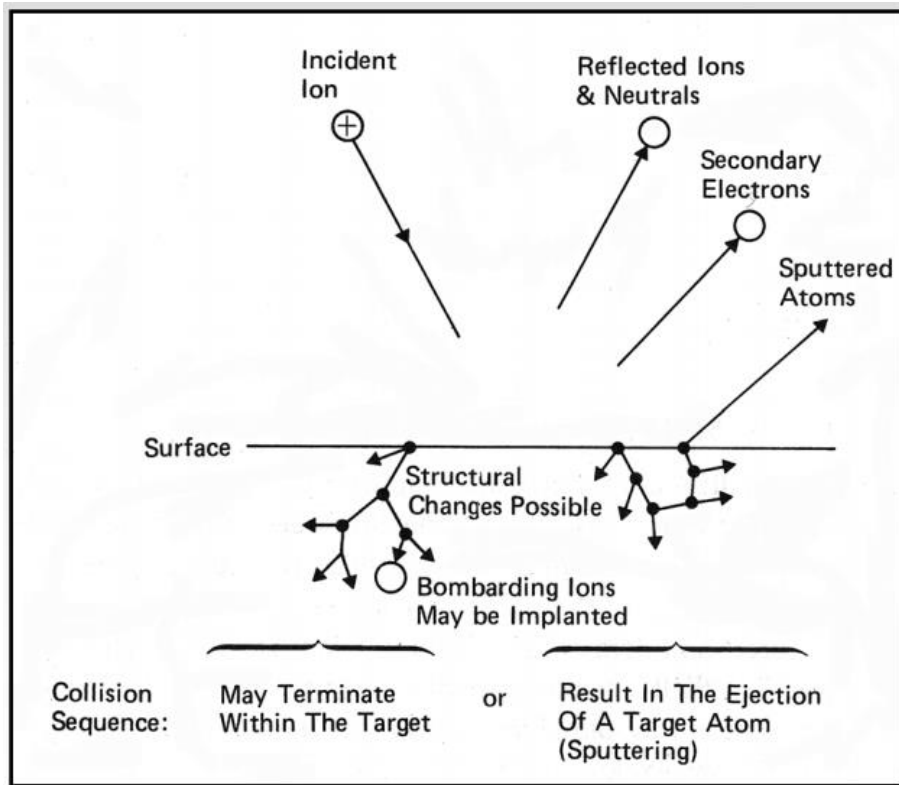 Incident
Ion
Reflected Ions
& Neutrals
Secondary
Electrons
Sputtered
Atoms
Surface
Structural
Changes Possible
Bombarding Ions
May be Implanted
Collision
Sequence:
May Terminate
Within The Target
or
Result In The Ejection
Of A Target Atom
(Sputtering)